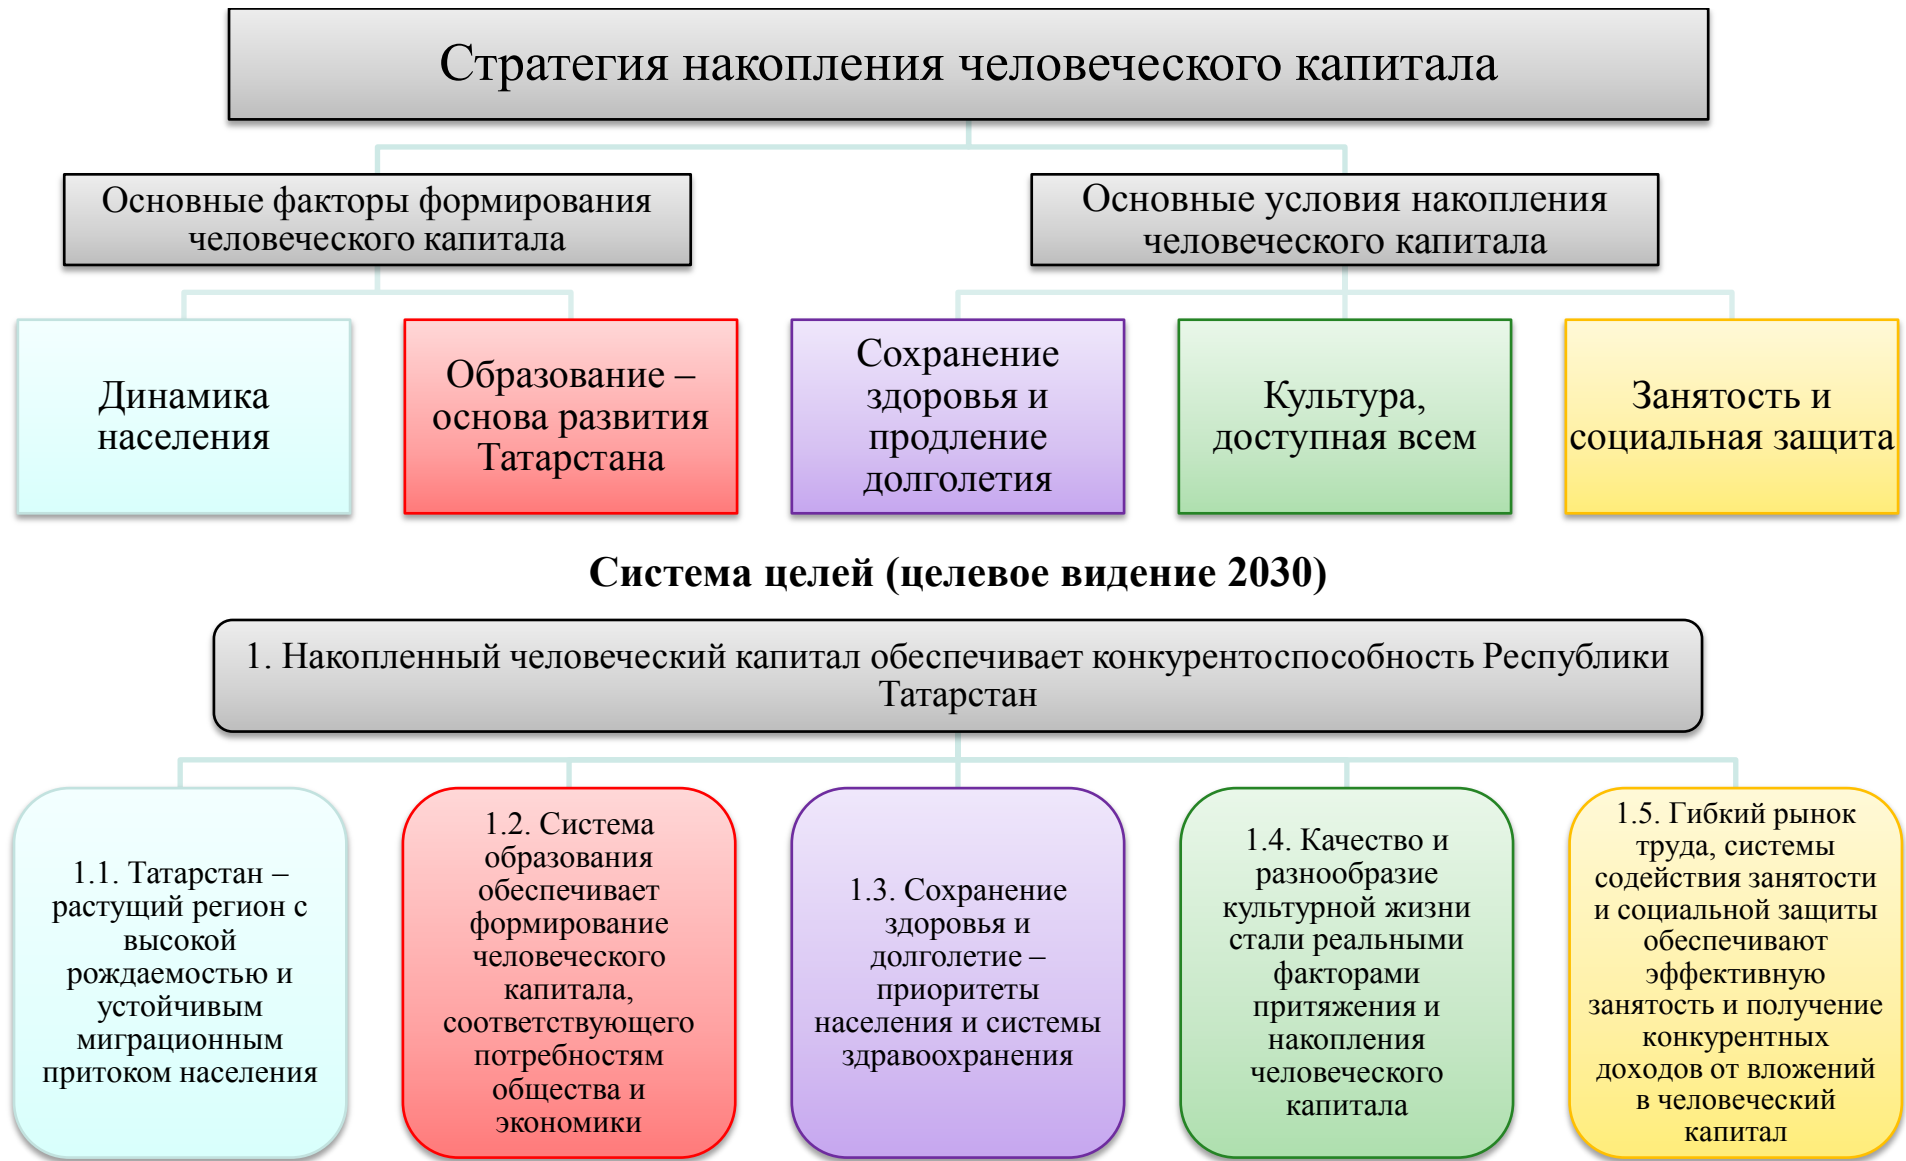 Стратегия накопления человеческого капитала
Основные факторы формирования
человеческого капитала
Основные условия накопления
человеческого капитала
Динамика
населения
Образование –
основа развития
Татарстана
Сохранение
здоровья и
продление
долголетия
Культура,
доступная всем
Занятость и
социальная защита
Система целей (целевое видение 2030)
1. Накопленный человеческий капитал обеспечивает конкурентоспособность Республики
Татарстан
1.1. Татарстан –
растущий регион с
высокой
рождаемостью и
устойчивым
миграционным
притоком населения
1.2. Система
образования
обеспечивает
формирование
человеческого
капитала,
соответствующего
потребностям
общества и
экономики
1.3. Сохранение
здоровья и
долголетие –
приоритеты
населения и системы
здравоохранения
1.4. Качество и
разнообразие
культурной жизни
стали реальными
факторами
притяжения и
накопления
человеческого
капитала
1.5. Гибкий рынок
труда, системы
содействия занятости
и социальной защиты
обеспечивают
эффективную
занятость и получение
конкурентных
доходов от вложений
в человеческий
капитал